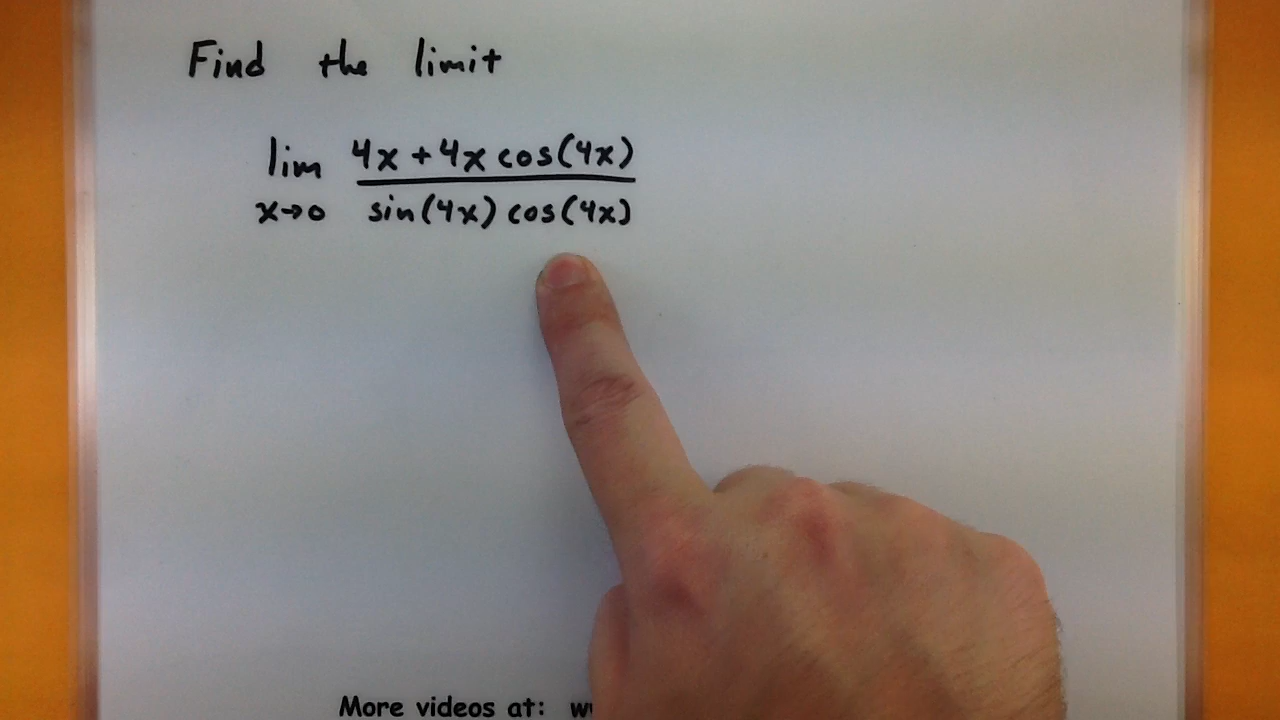 Find the limit
lim 4x + 4x cos(4x)
x→0 sin(4x) cos(4x)
More videos at: